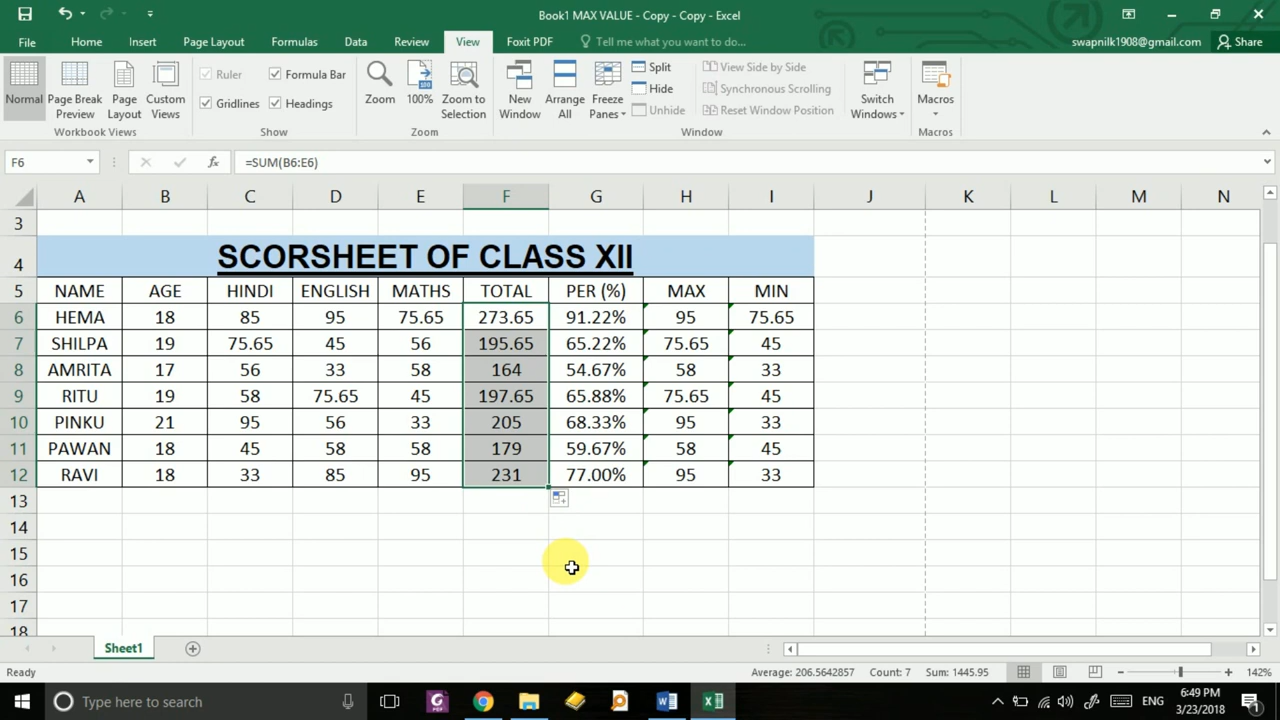 Book1 MAX VALUE - Copy - Copy - Excel
File Home Insert Page Layout Formulas Data Review View Foxit PDF Tell me what you want to do... swapnilk1908@gmail.com Share
Normal Page Break Preview Page Layout Custom Views
Ruler Formula Bar
Gridlines Headings
Zoom 100% Zoom to Selection
New Window Arrange All Freeze Panes
Split
Hide
Unhide
View Side by Side
Synchronous Scrolling
Reset Window Position
Switch Windows Macros
Workbook Views Show Zoom Window Macros
F6 fx =SUM(B6:E6)
A B C D E F G H I J K L M N
3
4 SCORSHEET OF CLASS XII
5 NAME AGE HINDI ENGLISH MATHS TOTAL PER (%) MAX MIN
6 HEMA 18 85 95 75.65 273.65 91.22% 95 75.65
7 SHILPA 19 75.65 45 56 195.65 65.22% 75.65 45
8 AMRITA 17 56 33 58 164 54.67% 58 33
9 RITU 19 58 75.65 45 197.65 65.88% 75.65 45
10 PINKU 21 95 56 33 205 68.33% 95 33
11 PAWAN 18 45 58 58 179 59.67% 58 45
12 RAVI 18 33 85 95 231 77.00% 95 33
13
14
15
16
17
18
Sheet1
Ready Average: 206.5642857 Count: 7 Sum: 1445.95 142%
Type here to search ENG 6:49 PM
3/23/2018